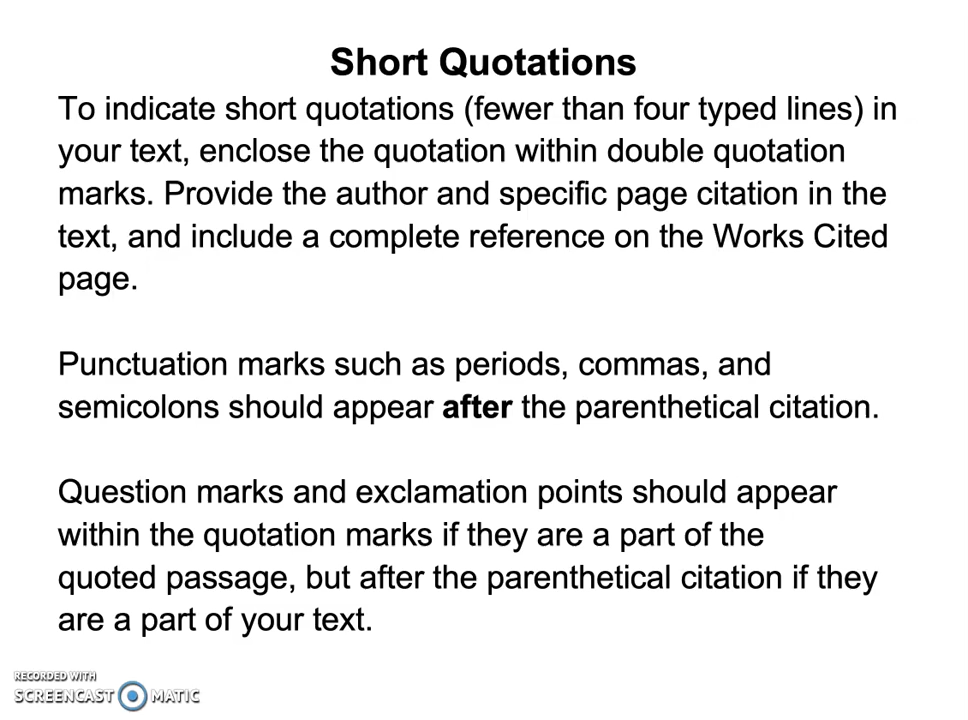 Short Quotations
To indicate short quotations (fewer than four typed lines) in
your text, enclose the quotation within double quotation
marks. Provide the author and specific page citation in the
text, and include a complete reference on the Works Cited
page.
Punctuation marks such as periods, commas, and
semicolons should appear after the parenthetical citation.
Question marks and exclamation points should appear
within the quotation marks if they are a part of the
quoted passage, but after the parenthetical citation if they
are a part of your text.
RECORDED WITH
SCREENCAST MATIC